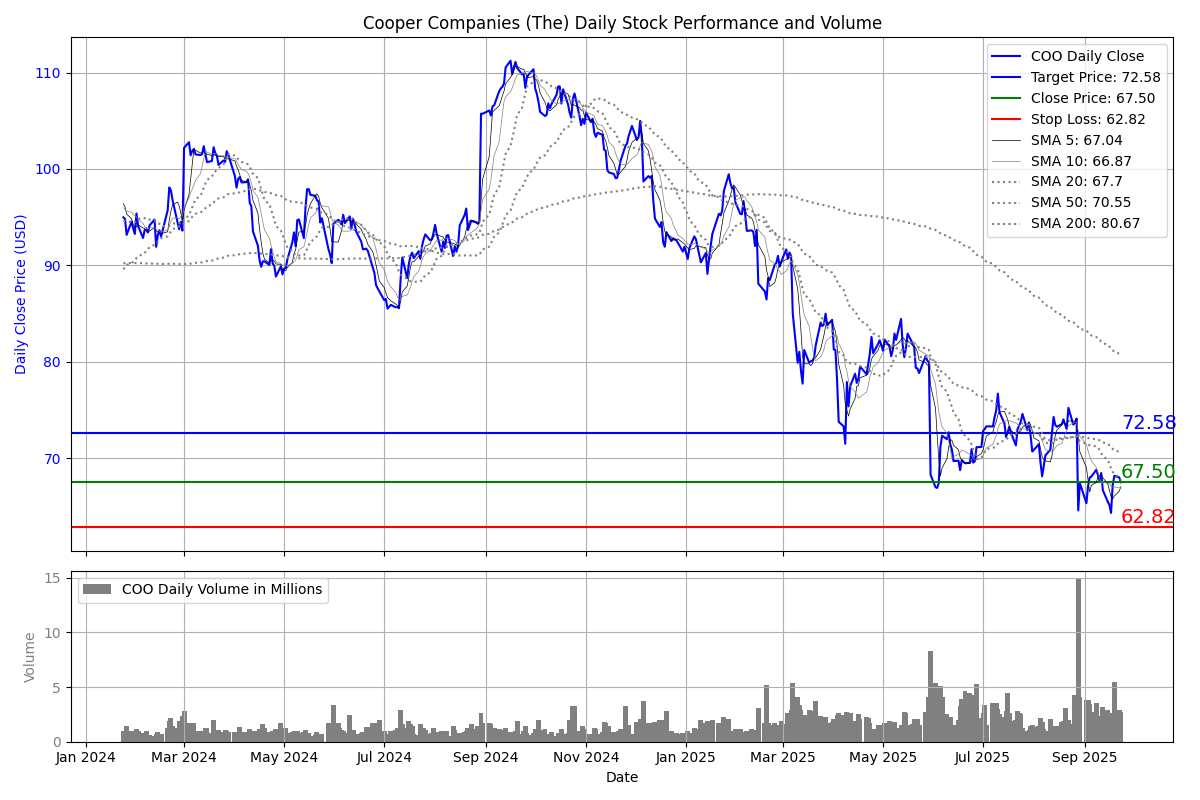 Cooper Companies (The) Daily Stock Performance and Volume
110
100
90
80
70
Daily Close Price (USD)
COO Daily Close
Target Price: 72.58
Close Price: 67.50
Stop Loss: 62.82
SMA 5: 67.04
SMA 10: 66.87
SMA 20: 67.7
SMA 50: 70.55
SMA 200: 80.67
72.58
67.50
62.82
15
10
5
0
Volume
COO Daily Volume in Millions
Jan 2024 Mar 2024 May 2024 Jul 2024 Sep 2024 Nov 2024 Jan 2025 Mar 2025 May 2025 Jul 2025 Sep 2025
Date